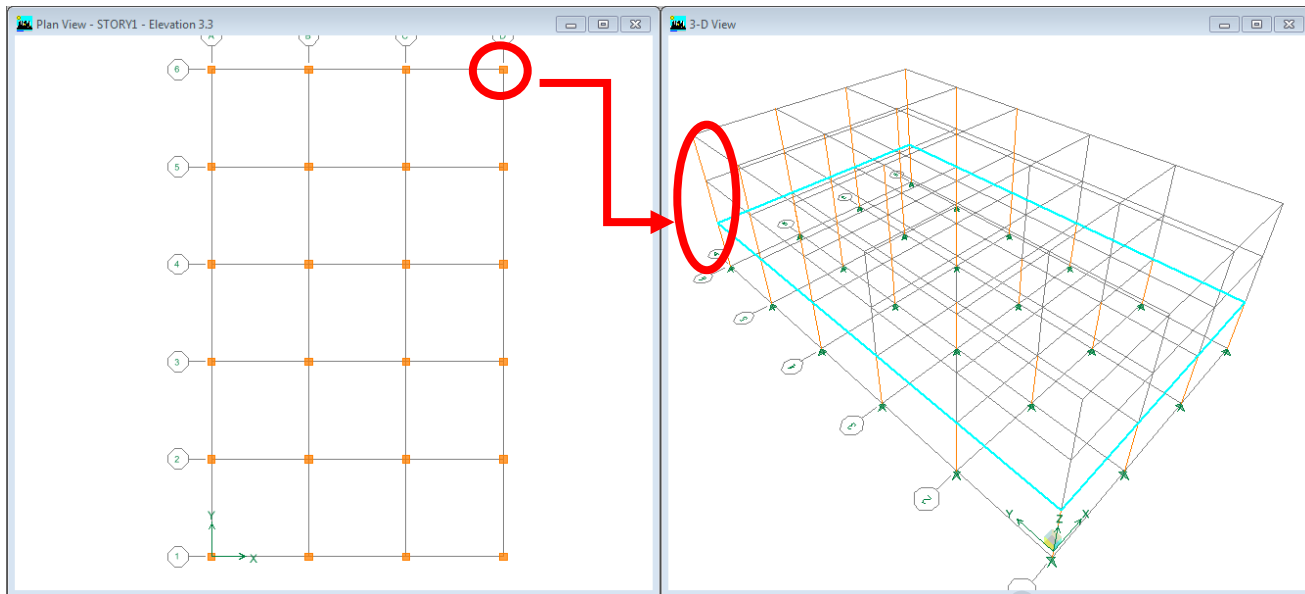 Plan View - STORY1 - Elevation 3.3
A B C D
6
5
4
3
2
1
Y
X
3-D View
Y Z X